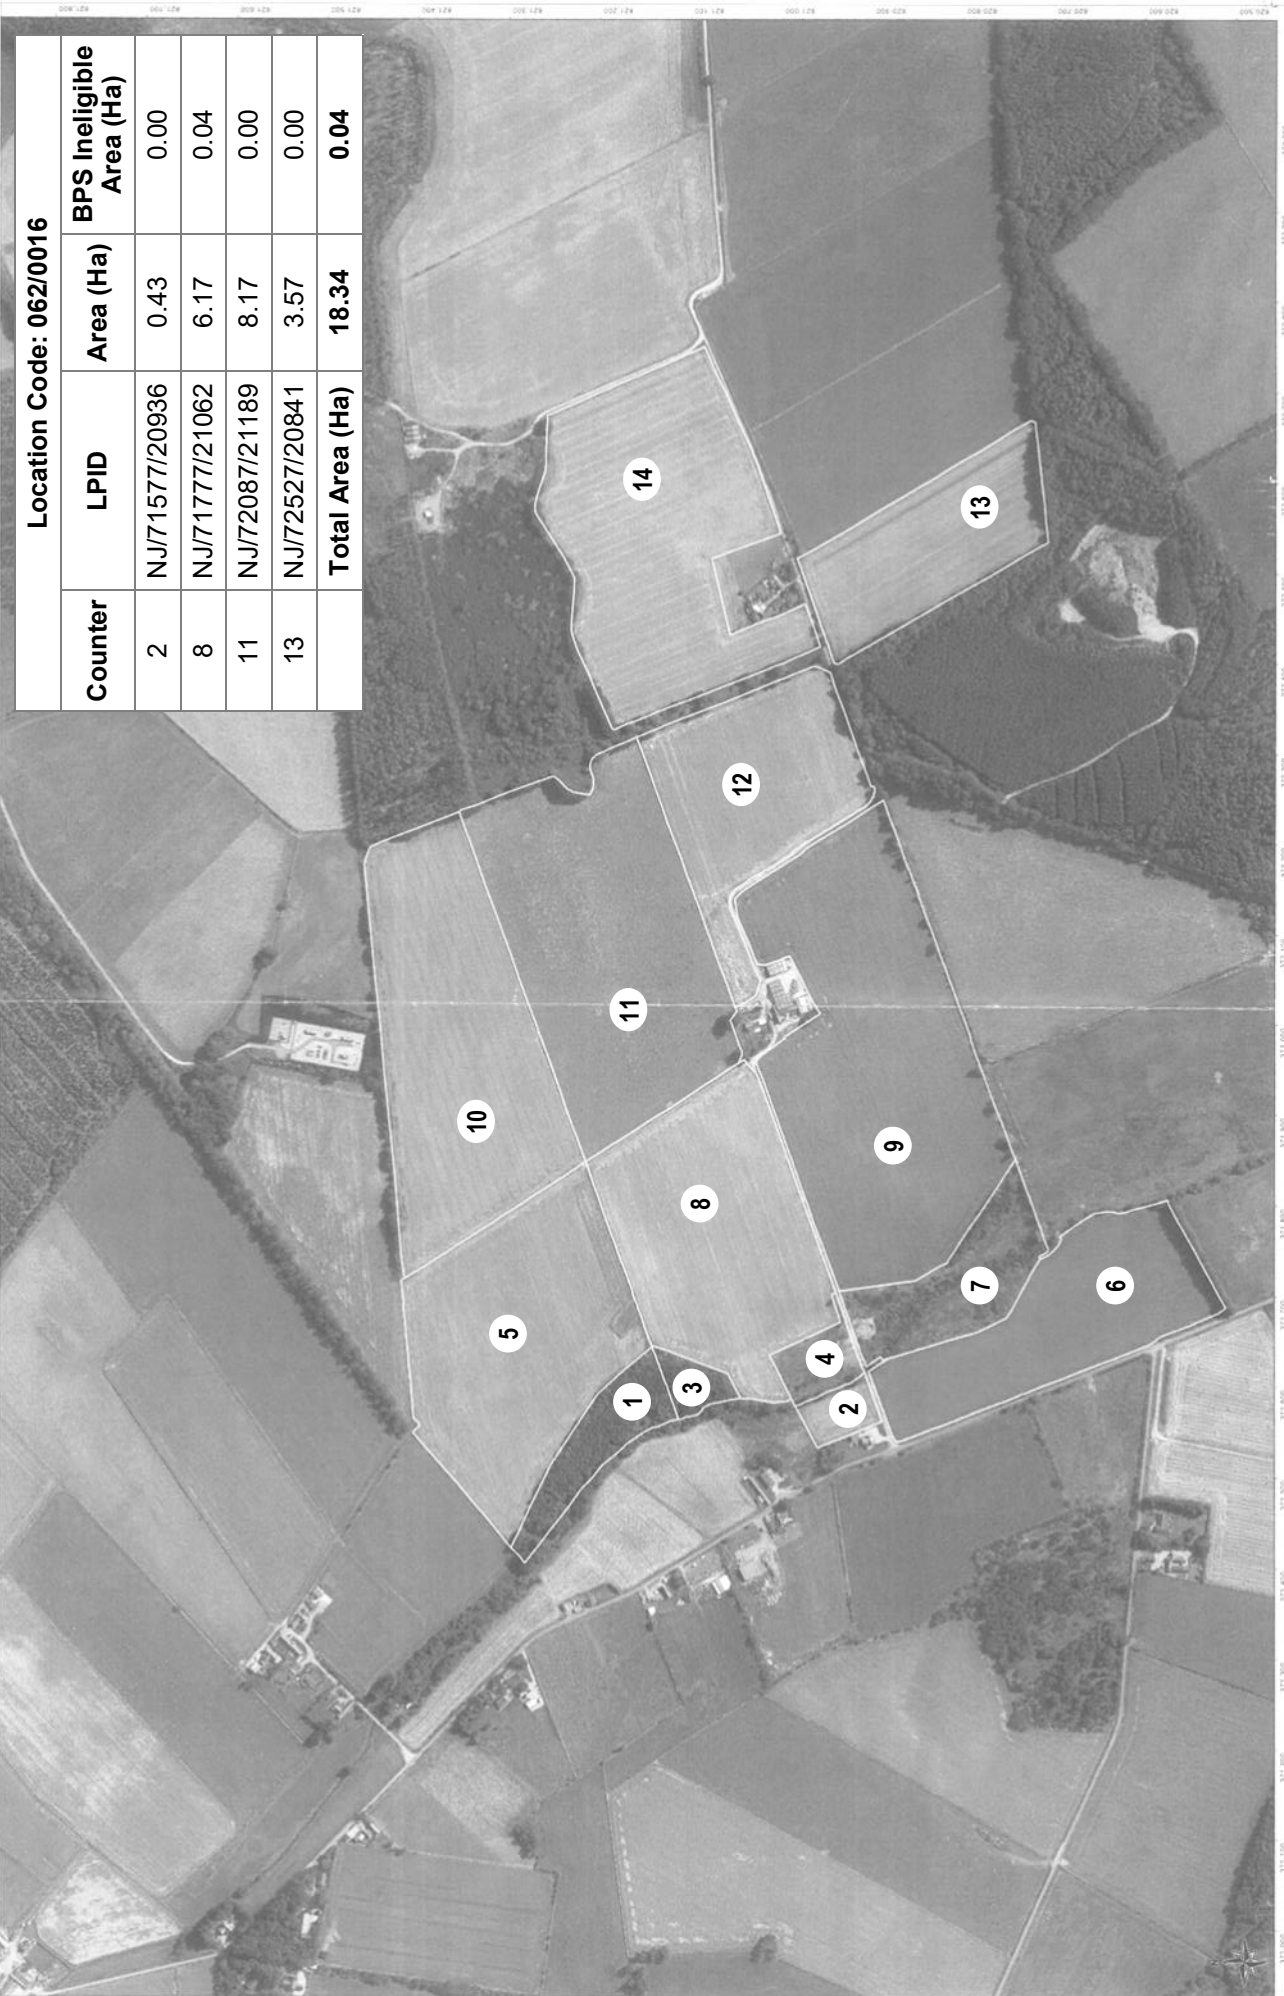 Location Code: 062/0016
Counter LPID Area (Ha) BPS Ineligible Area (Ha)
2 NJ/71577/20936 0.43 0.00
8 NJ/71777/21062 6.17 0.04
11 NJ/72087/21189 8.17 0.00
13 NJ/72527/20841 3.57 0.00
Total Area (Ha) 18.34 0.04
10
5
11
14
1
3
8
12
4
2
9
7
13
6